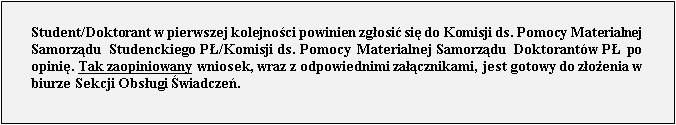 Student/Doktorant w pierwszej kolejności powinien zgłosić się do Komisji ds. Pomocy Materialnej
Samorządu Studenckiego PŁ/Komisji ds. Pomocy Materialnej Samorządu Doktorantów PŁ po
opinię. Tak zaopiniowany wniosek, wraz z odpowiednimi załącznikami, jest gotowy do złożenia w
biurze Sekcji Obsługi Świadczeń.